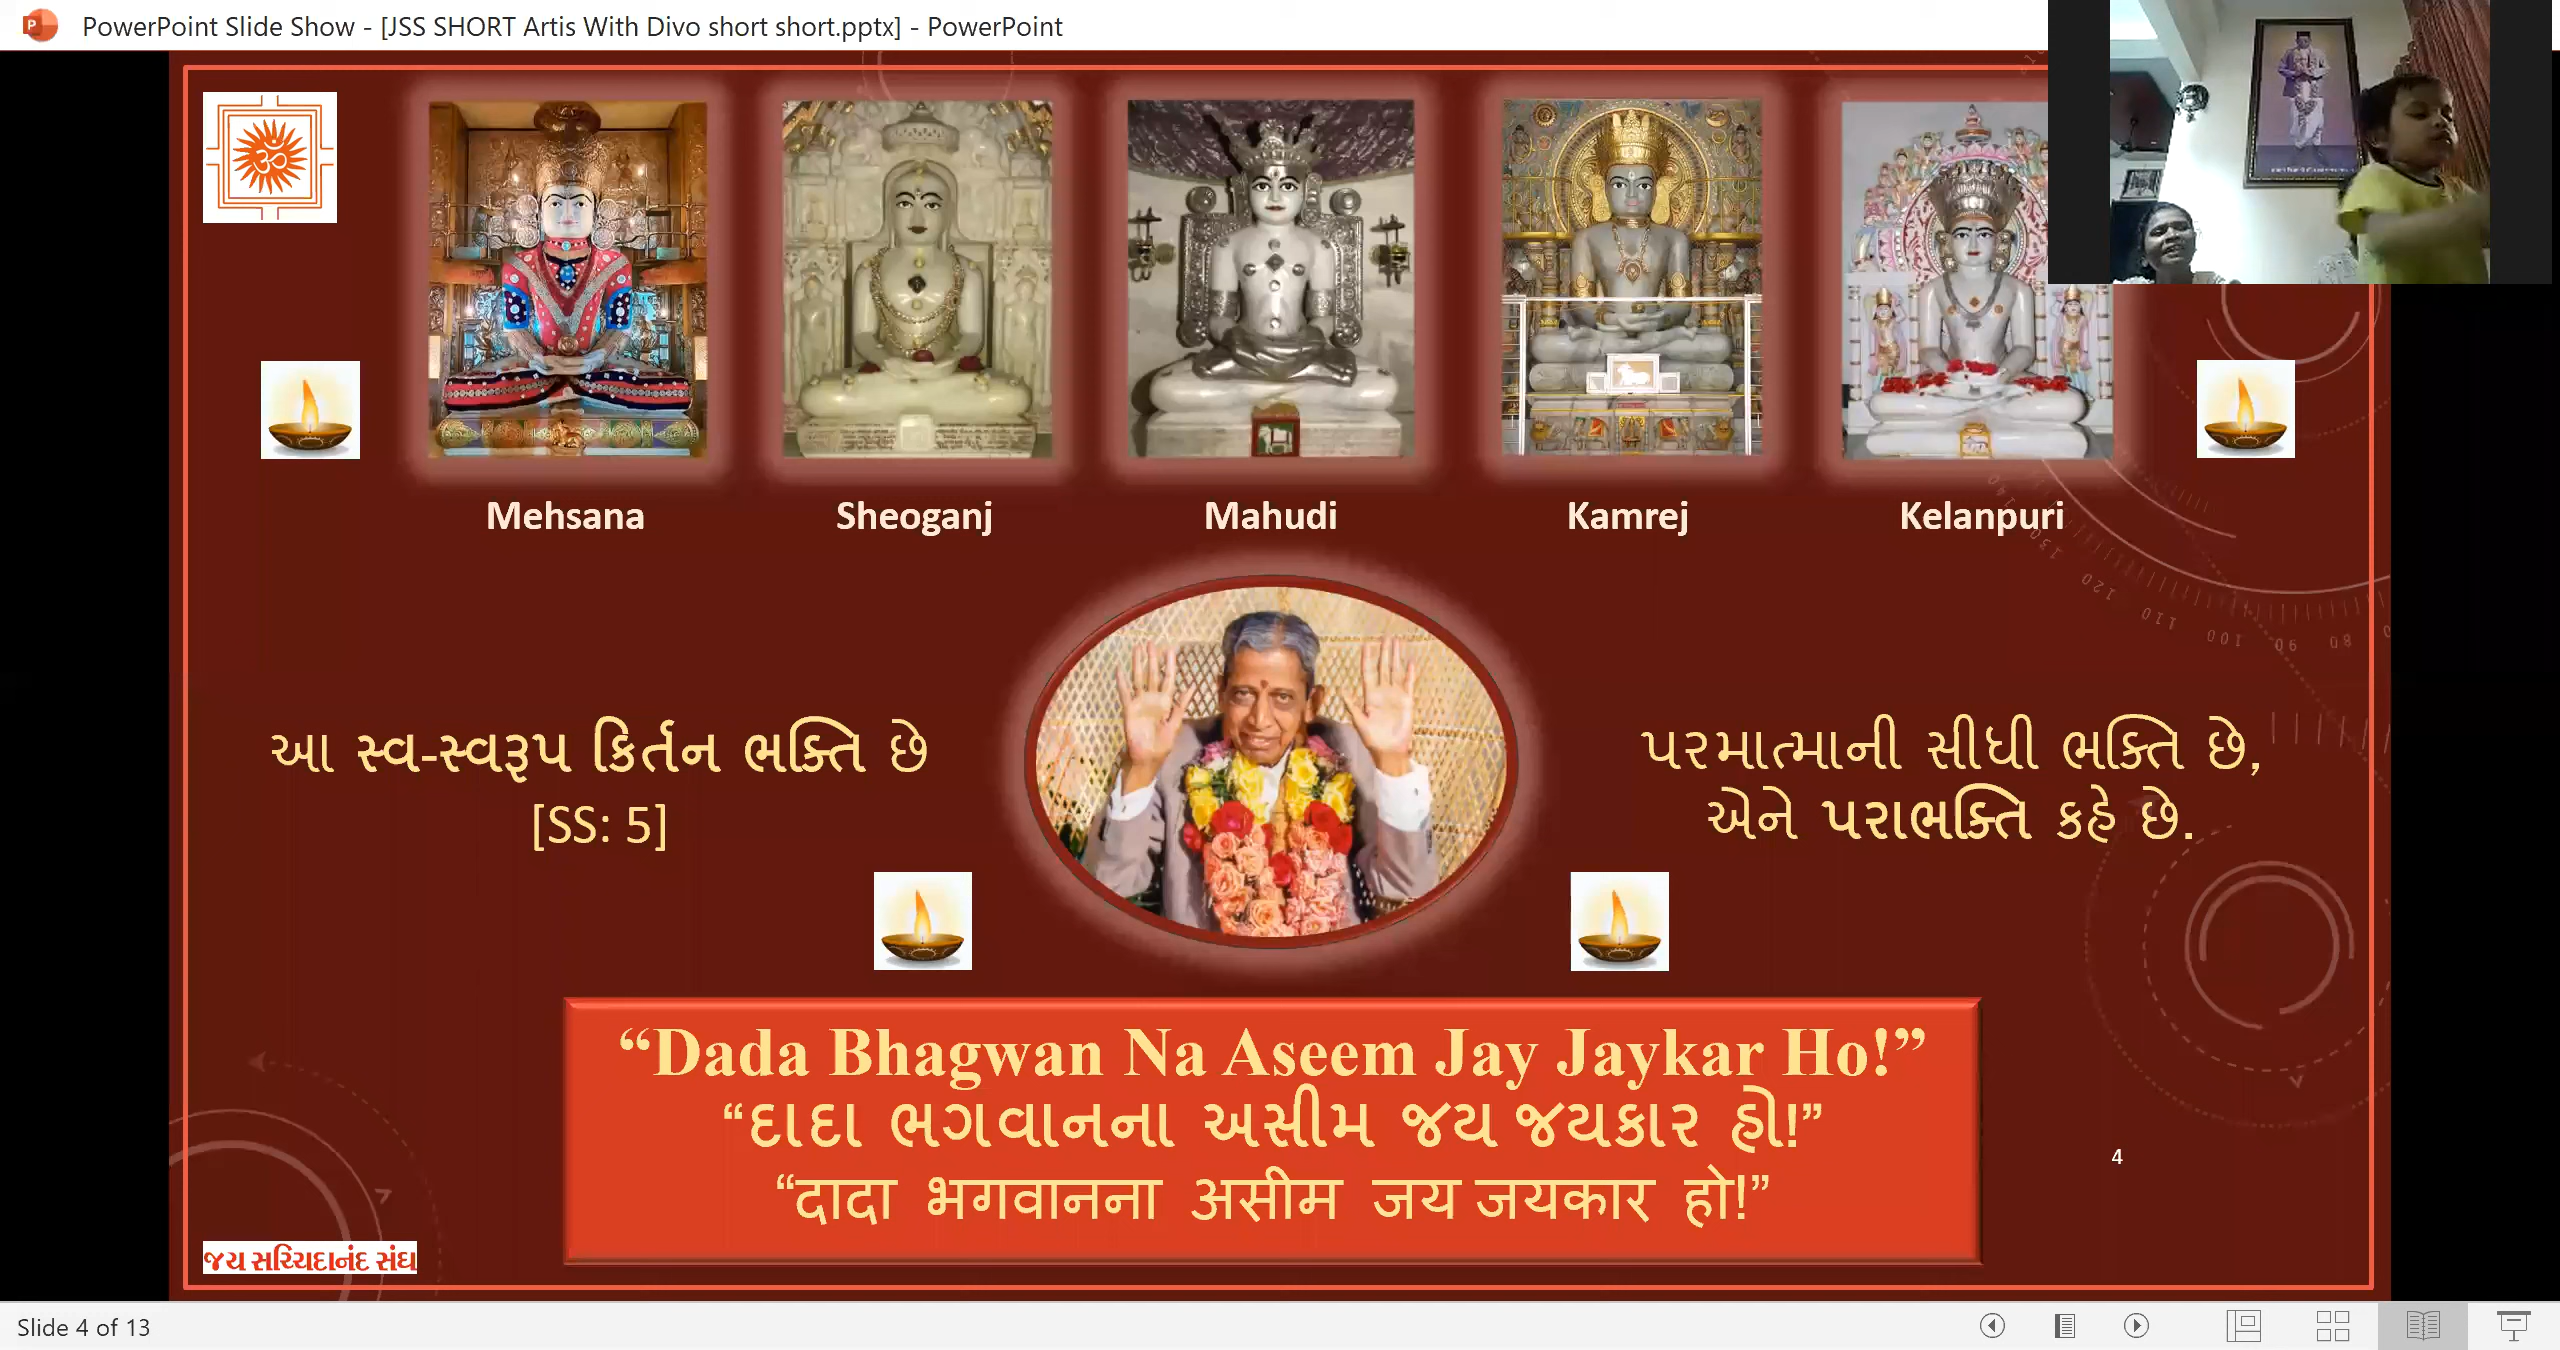 PowerPoint Slide Show - [JSS SHORT Artis With Divo short short.pptx] - PowerPoint
Mehsana
Sheoganj
Mahudi
Kamrej
Kelanpuri
આ સ્વ-સ્વરૂપ કિર્તન ભક્તિ છે
[SS: 5]
પરમાત્માની સીધી ભક્તિ છે,
એને પરાભક્તિ કહે છે.
“Dada Bhagwan Na Aseem Jay Jaykar Ho!”
“દાદા ભગવાનના અસીમ જય જયકાર હો!”
“दादा भगवानना असीम जय जयकार हो!”
4
જય સચ્ચિદાનંદ સંઘ
Slide 4 of 13